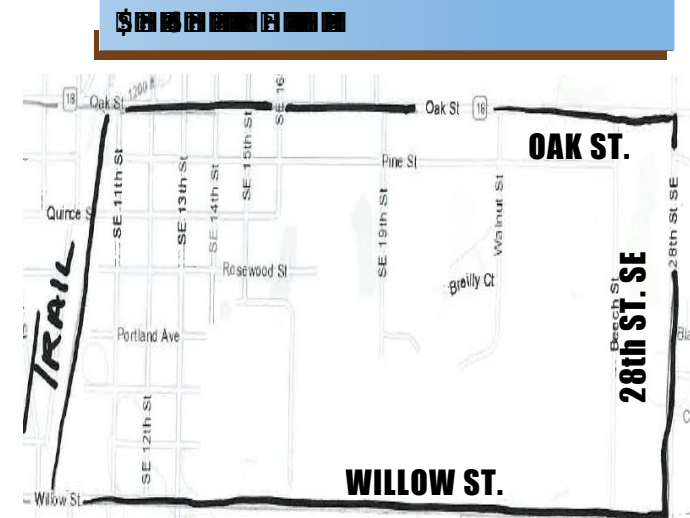 1200 ft
18
Oak St
Oak St
18
SE 16
OAK ST.
SE 11th St
SE 13th St
SE 14th St
SE 15th St
Pine St
SE 19th St
Walnut St
28th St SE
Quince S
Rosewood St
Brailly Ct
Beech St
28th ST. SE
TRAIL
Portland Ave
SE 12th St
WILLOW ST.
Willow St